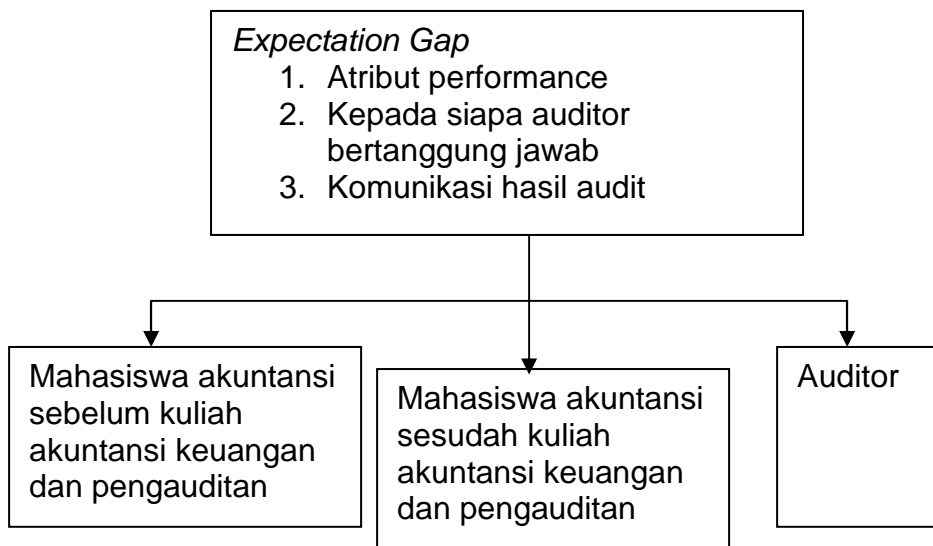 Expectation Gap
1. Atribut performance
2. Kepada siapa auditor
bertanggung jawab
3. Komunikasi hasil audit
Mahasiswa akuntansi
sebelum kuliah
akuntansi keuangan
dan pengauditan
Mahasiswa akuntansi
sesudah kuliah
akuntansi keuangan
dan pengauditan
Auditor